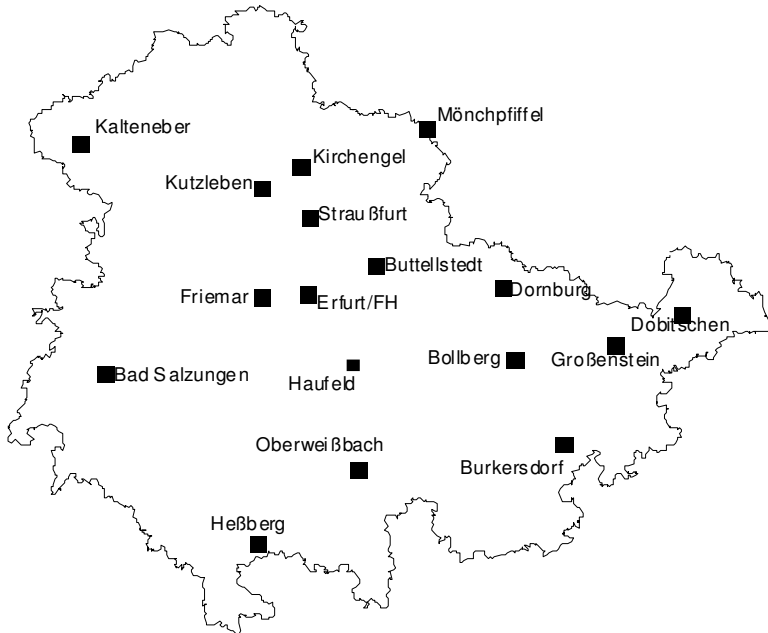 Mönchpfiffel
Kalteneber
Kirchengel
Kutzleben
Straußfurt
Buttelstedt
Dornburg
Friemar
Erfurt/FH
Dobitschen
Großenstein
Bollberg
Bad Salzungen
Haufeld
Oberweißbach
Burkersdorf
Heßberg